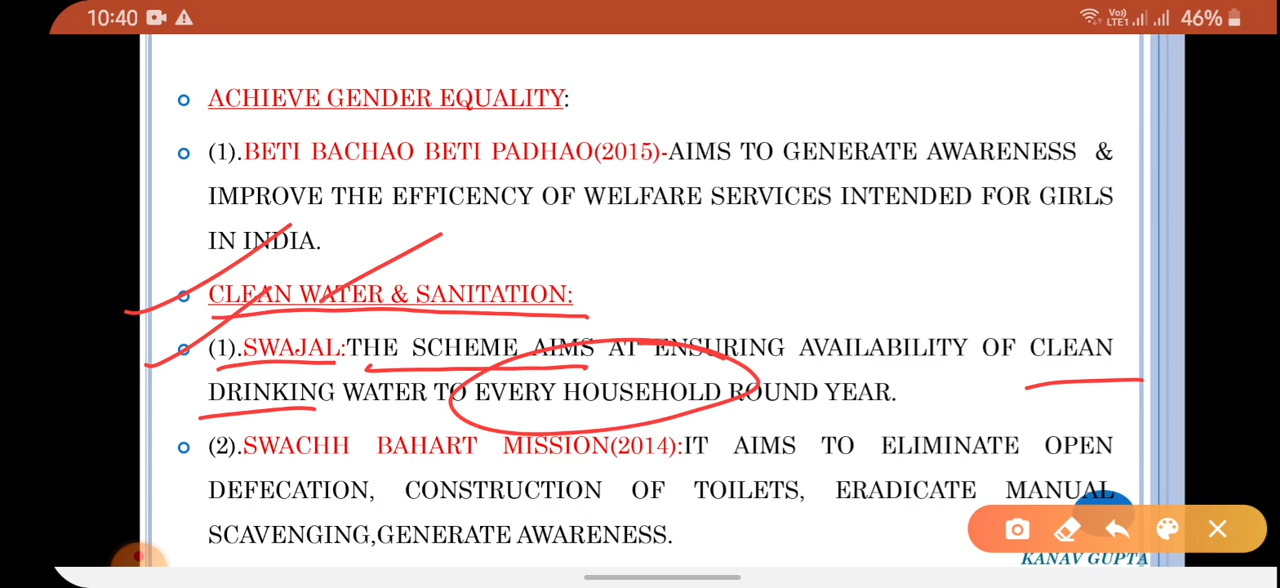 10:40 Vo) LTE1 46%
ACHIEVE GENDER EQUALITY:
(1).BETI BACHAO BETI PADHAO(2015)-AIMS TO GENERATE AWARENESS &
IMPROVE THE EFFICENCY OF WELFARE SERVICES INTENDED FOR GIRLS
IN INDIA.
CLEAN WATER & SANITATION:
(1).SWAJAL:THE SCHEME AIMS AT ENSURING AVAILABILITY OF CLEAN
DRINKING WATER TO EVERY HOUSEHOLD ROUND YEAR.
(2).SWACHH BAHART MISSION(2014):IT AIMS TO ELIMINATE OPEN
DEFECATION, CONSTRUCTION OF TOILETS, ERADICATE MANUAL
SCAVENGING,GENERATE AWARENESS.
KANAV GUPTA